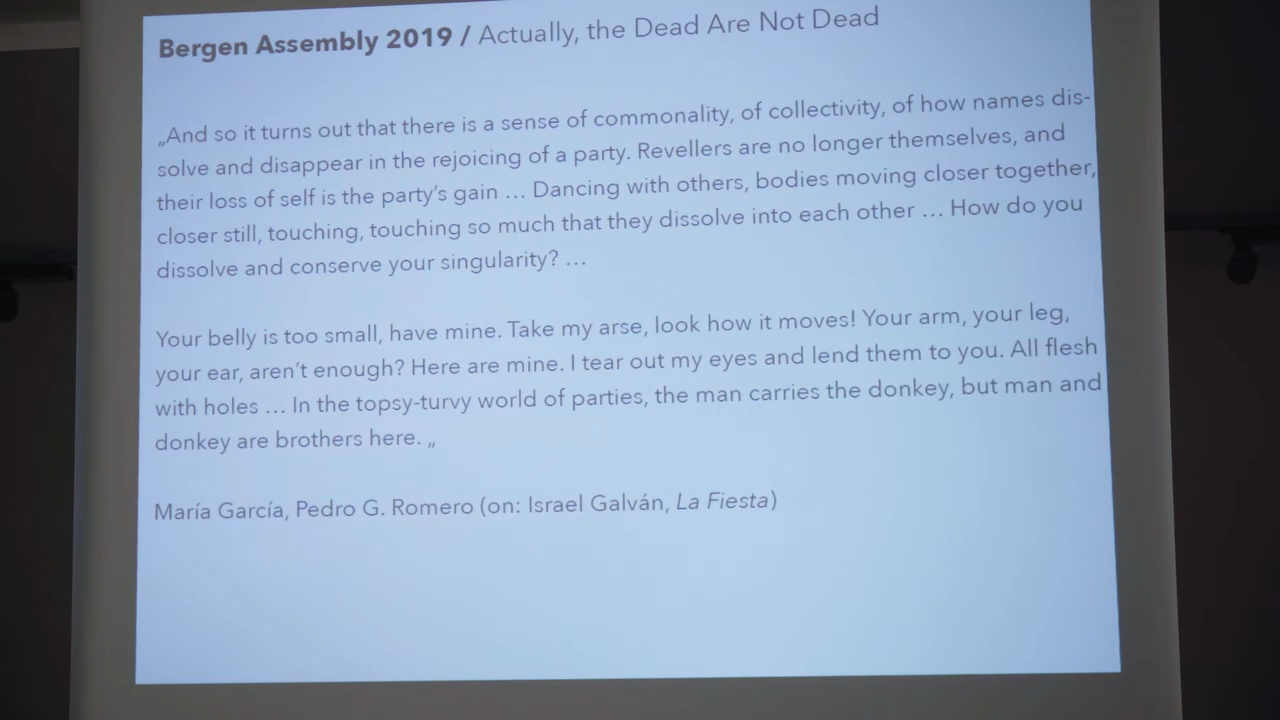 Bergen Assembly 2019 / Actually, the Dead Are Not Dead
„And so it turns out that there is a sense of commonality, of collectivity, of how names dis-
solve and disappear in the rejoicing of a party. Revellers are no longer themselves, and
their loss of self is the party’s gain … Dancing with others, bodies moving closer together,
closer still, touching, touching so much that they dissolve into each other … How do you
dissolve and conserve your singularity? …
Your belly is too small, have mine. Take my arse, look how it moves! Your arm, your leg,
your ear, aren’t enough? Here are mine. I tear out my eyes and lend them to you. All flesh
with holes … In the topsy-turvy world of parties, the man carries the donkey, but man and
donkey are brothers here. „
María García, Pedro G. Romero (on: Israel Galván, La Fiesta)